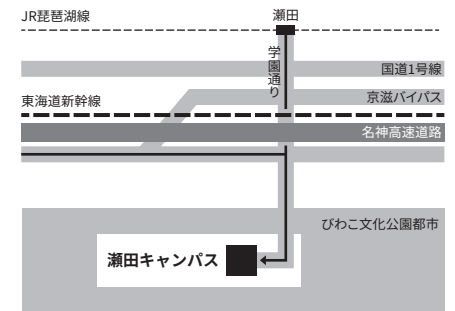 JR琵琶湖線
瀬田
学園通り
国道1号線
京滋バイパス
東海道新幹線
名神高速道路
びわこ文化公園都市
瀬田キャンパス